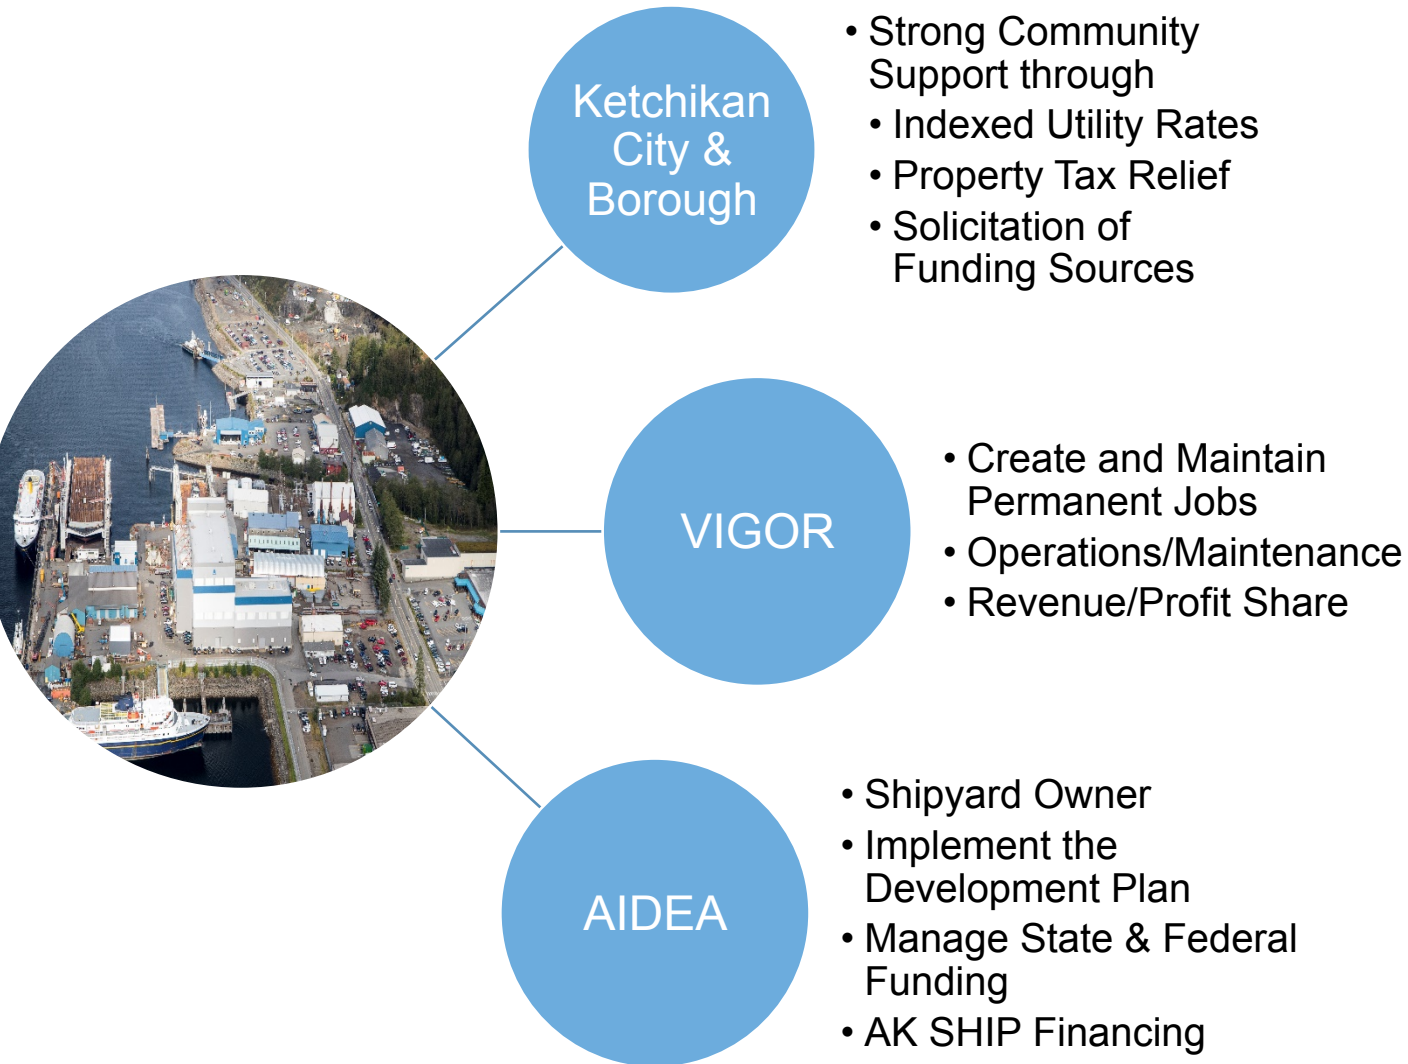 Ketchikan
City &
Borough
• Strong Community
Support through
• Indexed Utility Rates
• Property Tax Relief
• Solicitation of
Funding Sources
VIGOR
• Create and Maintain
Permanent Jobs
• Operations/Maintenance
• Revenue/Profit Share
AIDEA
• Shipyard Owner
• Implement the
Development Plan
• Manage State & Federal
Funding
• AK SHIP Financing